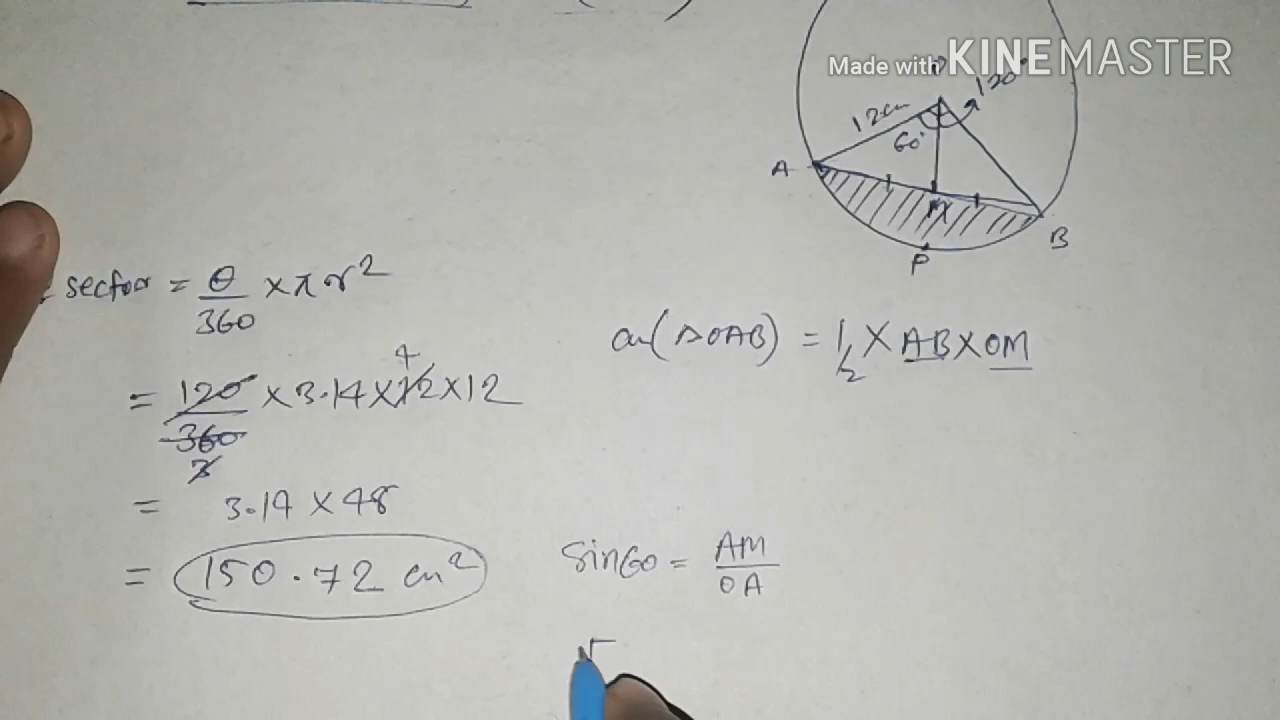 Made with KINEMASTER
O
120°
12cm
60°
A
M
B
P
sector = θ/360 × π r²
ar(△OAB) = 1/2 × AB × OM
= 120/360 × 3.14 × 12 × 12
4
3
= 3.14 × 48
sin60 = AM/OA
= 150.72 cm²
√